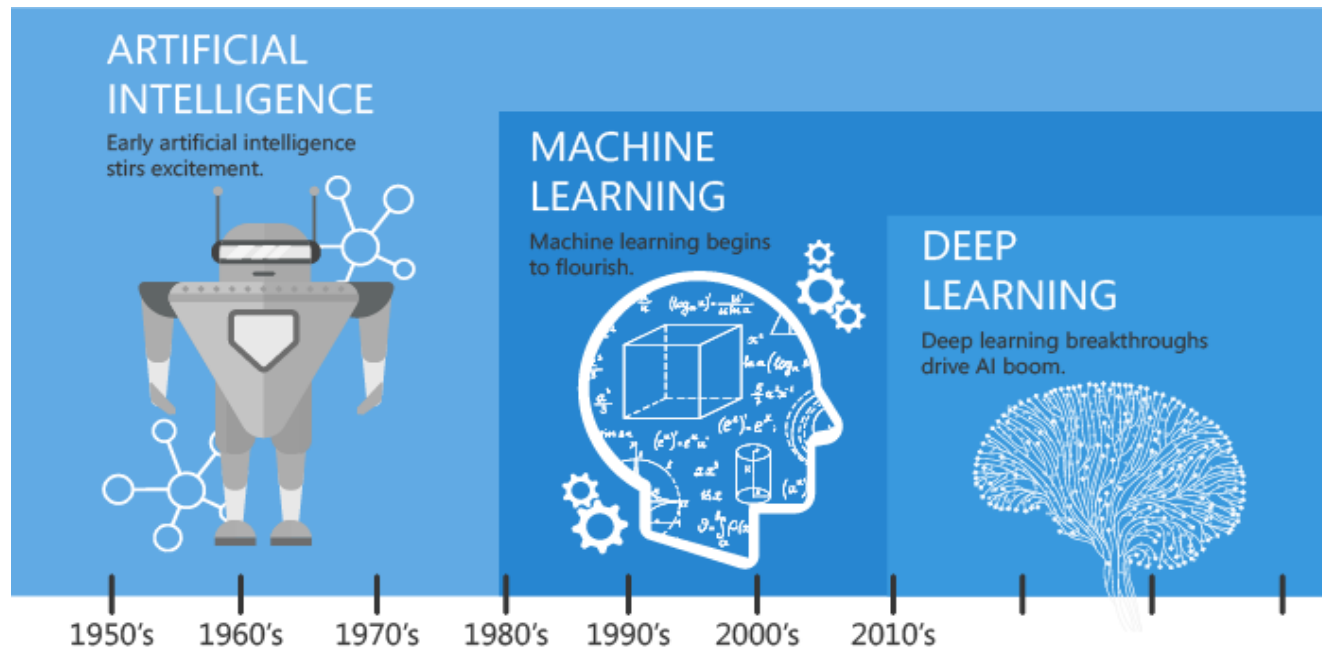 ARTIFICIAL
INTELLIGENCE
Early artificial intelligence
stirs excitement.
MACHINE
LEARNING
Machine learning begins
to flourish.
DEEP
LEARNING
Deep learning breakthroughs
drive AI boom.
1950's 1960's 1970's 1980's 1990's 2000's 2010's